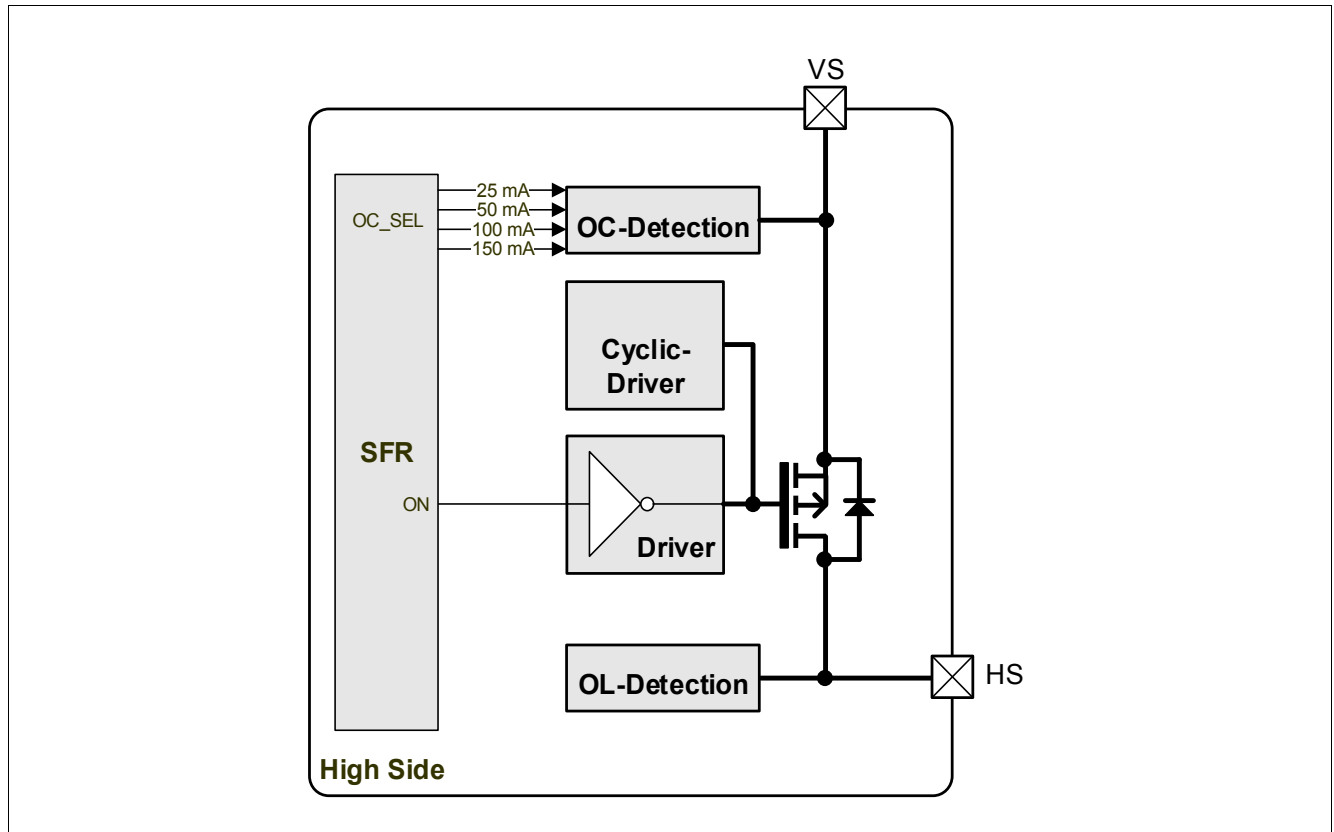 VS
25 mA
50 mA
OC_SEL
100 mA
150 mA
OC-Detection
Cyclic-
Driver
SFR
ON
Driver
OL-Detection
HS
High Side